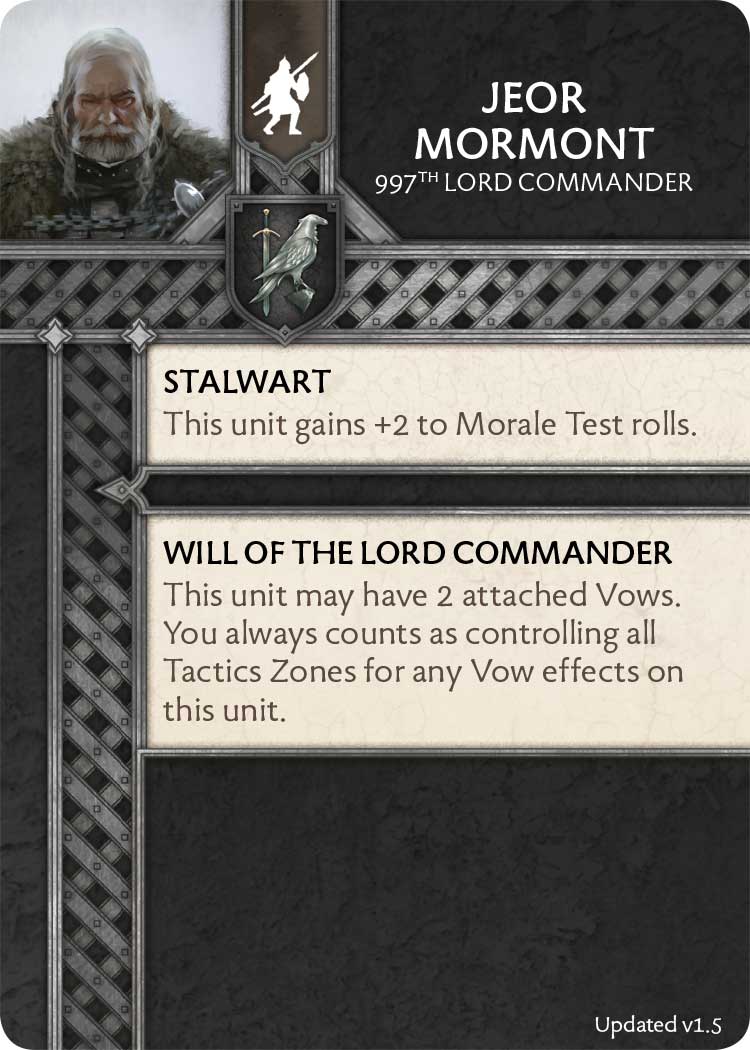 JEOR
MORMONT
997TH LORD COMMANDER
STALWART
This unit gains +2 to Morale Test rolls.
WILL OF THE LORD COMMANDER
This unit may have 2 attached Vows.
You always counts as controlling all
Tactics Zones for any Vow effects on
this unit.
Updated v1.5